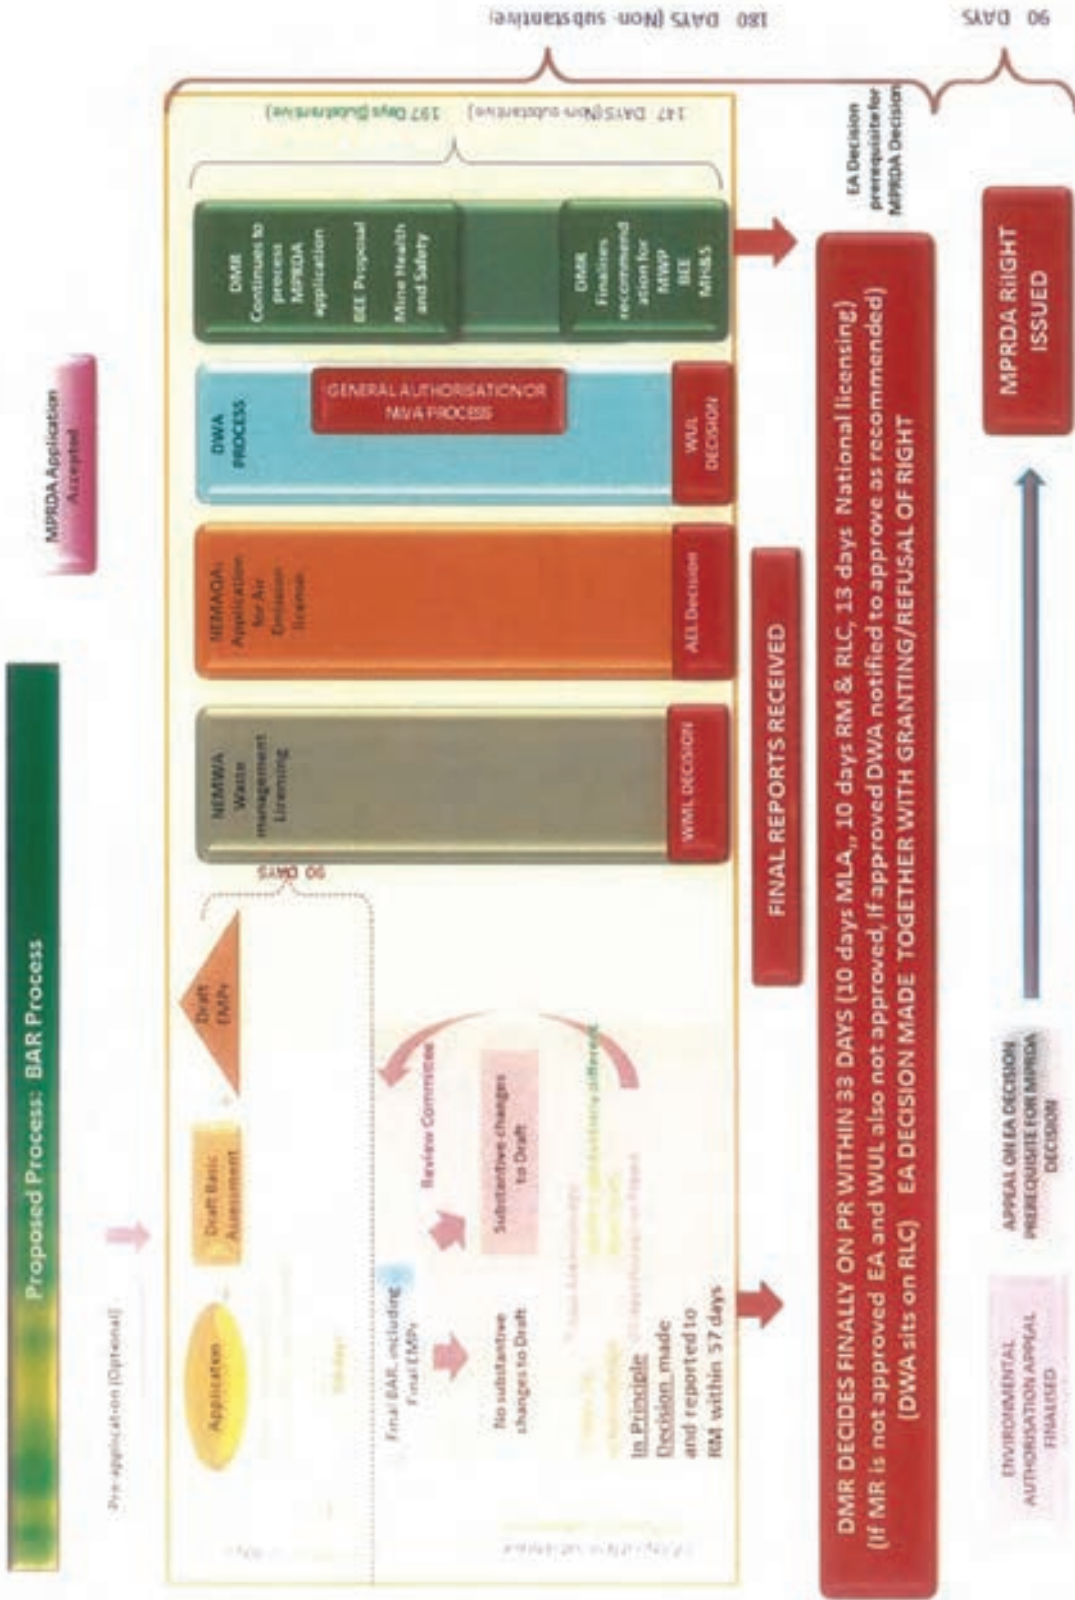 Proposed Process: BAR Process
Pre-application (Optional)
MPRDA Application
Accepted
Application
Draft Basic
Assessment
Draft
EMPr
90 DAYS
NEMWA
Waste
management
Licensing
NEMAQA:
Application
for Air
Emission
license
DWA
PROCESS
GENERAL AUTHORISATION OR
NWA PROCESS
DMR
Continues to
process
MPRDA
application
BEE Proposal
Mine Health
and Safety
DMR
Finalises
recommend
ation for
MWP
BEE
MH&S
197 Days (Substantive)
147 DAYS (Non-substantive)
180 DAYS (Non-substantive)
90 DAYS
Final BAR, including
Final EMPr
Review Committee
No substantive
changes to Draft
Substantive changes
to Draft
In Principle
Decision made
and reported to
RM within 57 days
WML DECISION
AEL Decision
WUL
DECISION
FINAL REPORTS RECEIVED
EA Decision
prerequisite for
MPRDA Decision
DMR DECIDES FINALLY ON PR WITHIN 33 DAYS (10 days MLA,, 10 days RM & RLC, 13 days National licensing)
(If MR is not approved EA and WUL also not approved, If approved DWA notified to approve as recommended)
(DWA sits on RLC) EA DECISION MADE TOGETHER WITH GRANTING/REFUSAL OF RIGHT
ENVIRONMENTAL
AUTHORISATION APPEAL
FINALISED
APPEAL ON EA DECISION
PREREQUISITE FOR MPRDA
DECISION
MPRDA RIIGHT
ISSUED